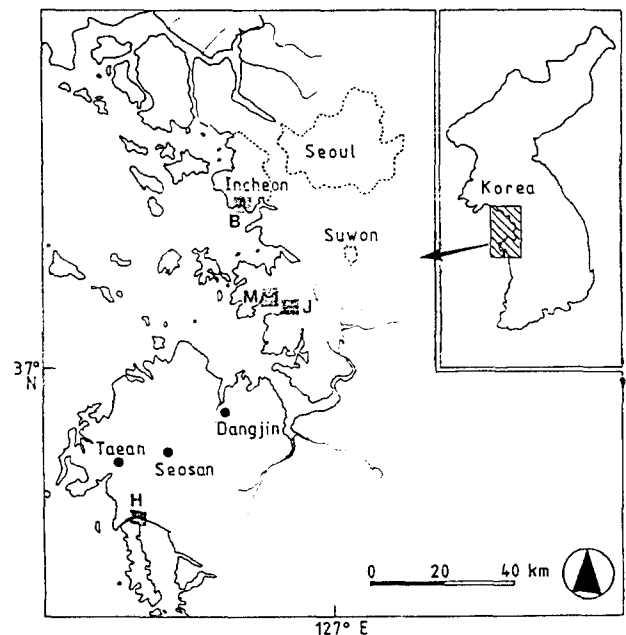 Seoul
Korea
Incheon
B
Suwon
M
J
37°
N
Dangjin
Taean
Seosan
H
0 20 40 km
127° E